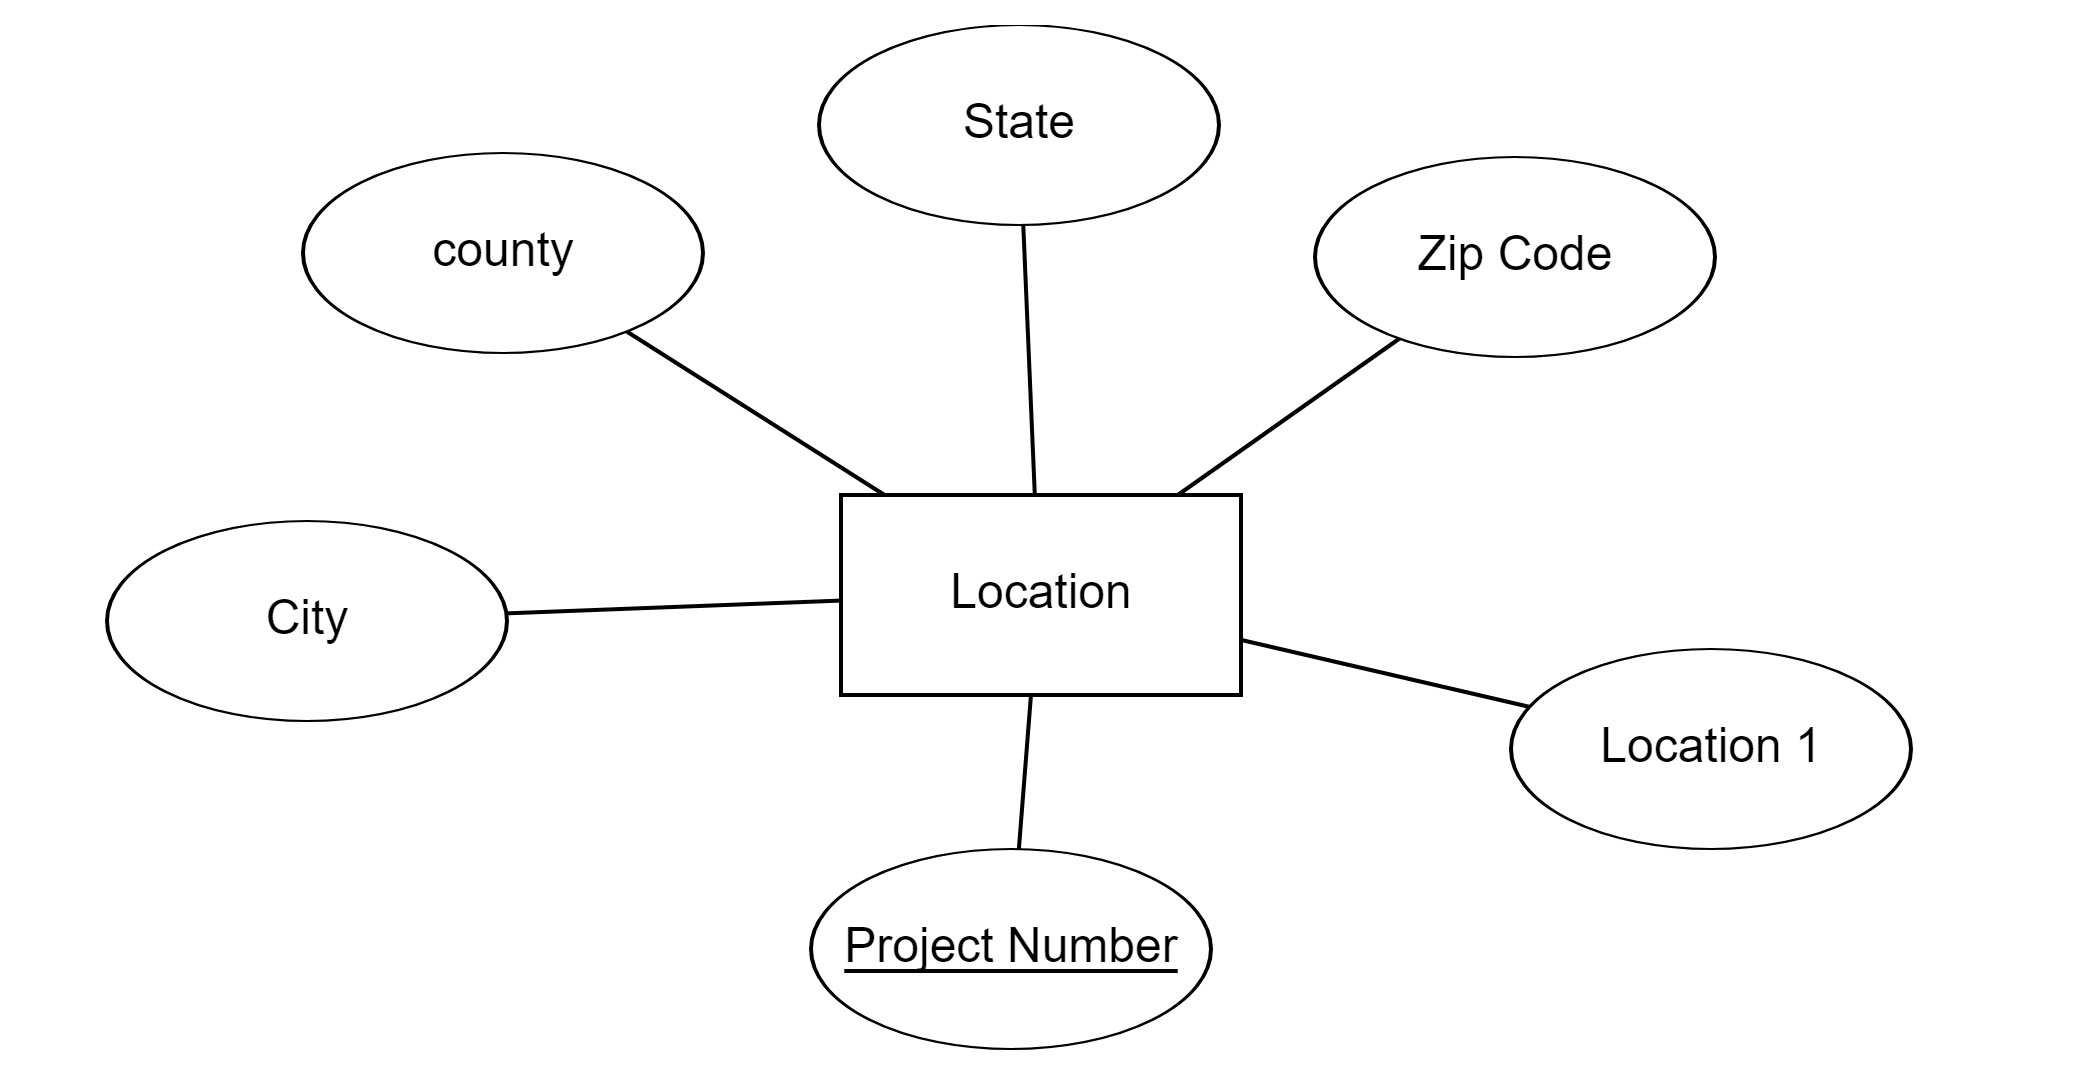 State
county
Zip Code
Location
City
Location 1
Project Number